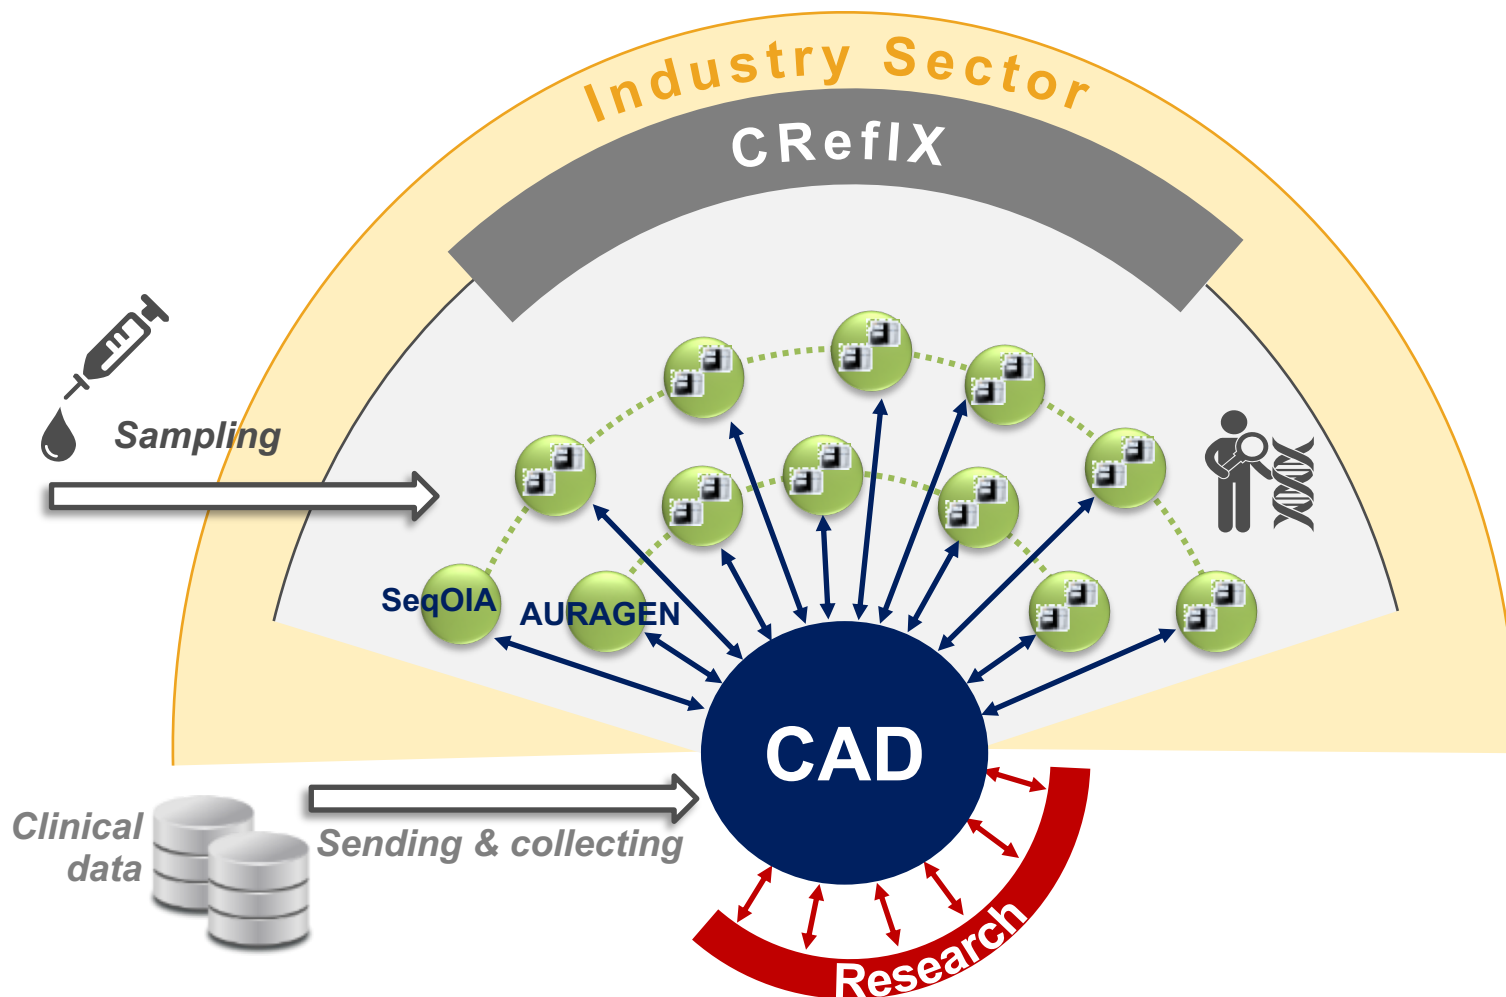 Industry Sector
CRefIX
Sampling
SeqOIA
AURAGEN
CAD
Clinical
data
Sending & collecting
Research